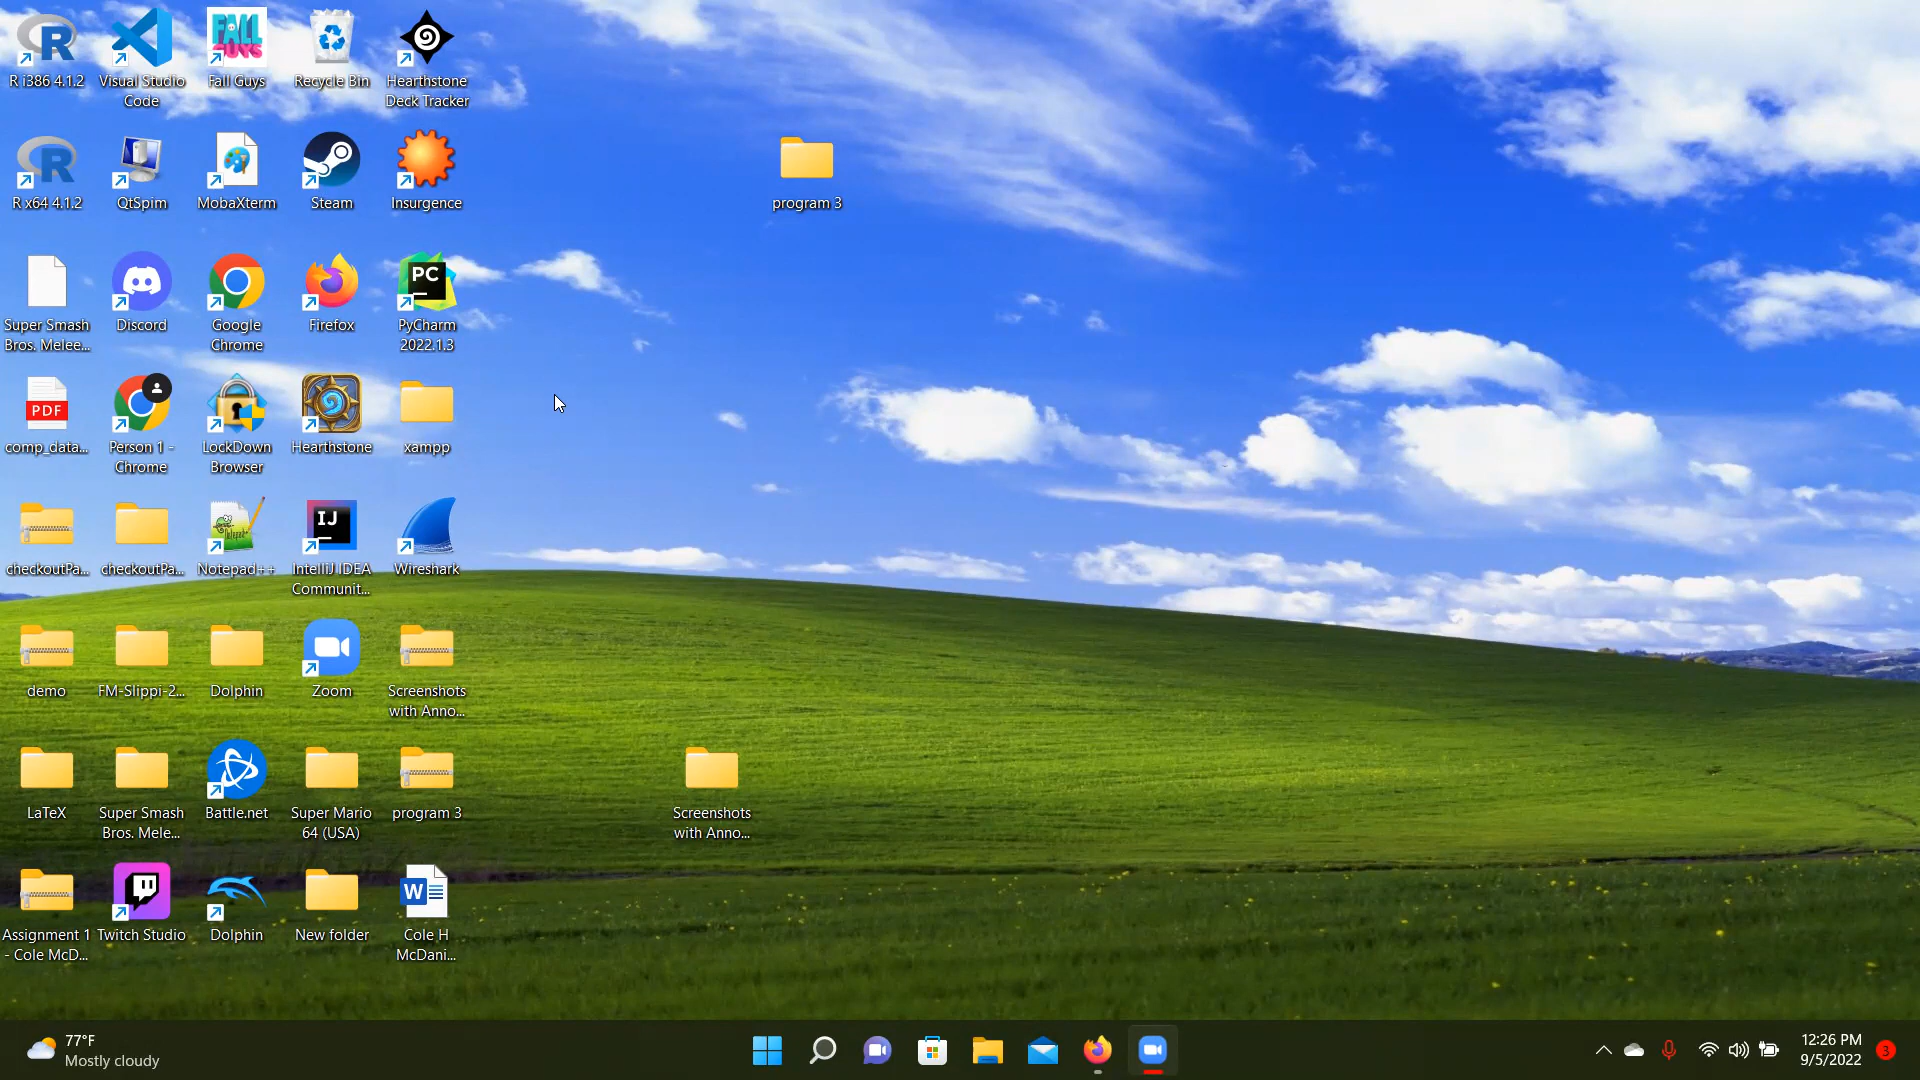 R i386 4.1.2
Visual Studio
Code
FALL
GUYS
Fall Guys
Recycle Bin
Hearthstone
Deck Tracker
R x64 4.1.2
QtSpim
MobaXterm
Steam
Insurgence
program 3
Super Smash
Bros. Melee...
Discord
Google
Chrome
Firefox
PC
PyCharm
2022.1.3
PDF
comp_data...
Person 1 -
Chrome
LockDown
Browser
Hearthstone
xampp
checkoutPa...
checkoutPa...
Notepad++
IJ
IntelliJ IDEA
Communit...
Wireshark
demo
FM-Slippi-2...
Dolphin
Zoom
Screenshots
with Anno...
LaTeX
Super Smash
Bros. Mele...
Battle.net
Super Mario
64 (USA)
program 3
Screenshots
with Anno...
Assignment 1
- Cole McD...
Twitch Studio
Dolphin
New folder
W
Cole H
McDani...
77°F
Mostly cloudy
12:26 PM
9/5/2022
3